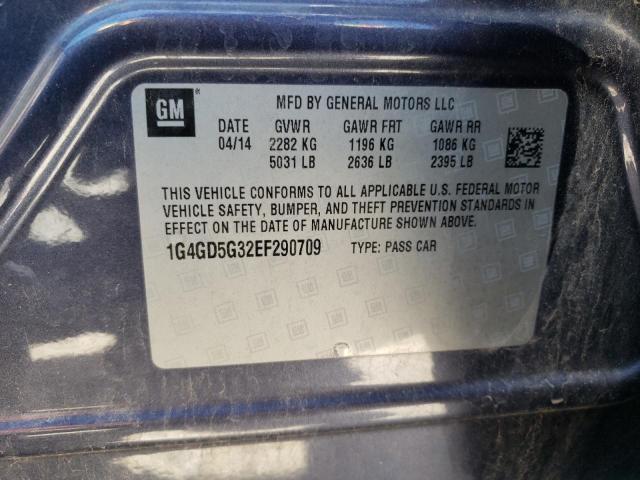 GM
MFD BY GENERAL MOTORS LLC
DATE GVWR GAWR FRT GAWR RR
04/14 2282 KG 1196 KG 1086 KG
5031 LB 2636 LB 2395 LB
THIS VEHICLE CONFORMS TO ALL APPLICABLE U.S. FEDERAL MOTOR
VEHICLE SAFETY, BUMPER, AND THEFT PREVENTION STANDARDS IN
EFFECT ON THE DATE OF MANUFACTURE SHOWN ABOVE.
1G4GD5G32EF290709 TYPE: PASS CAR